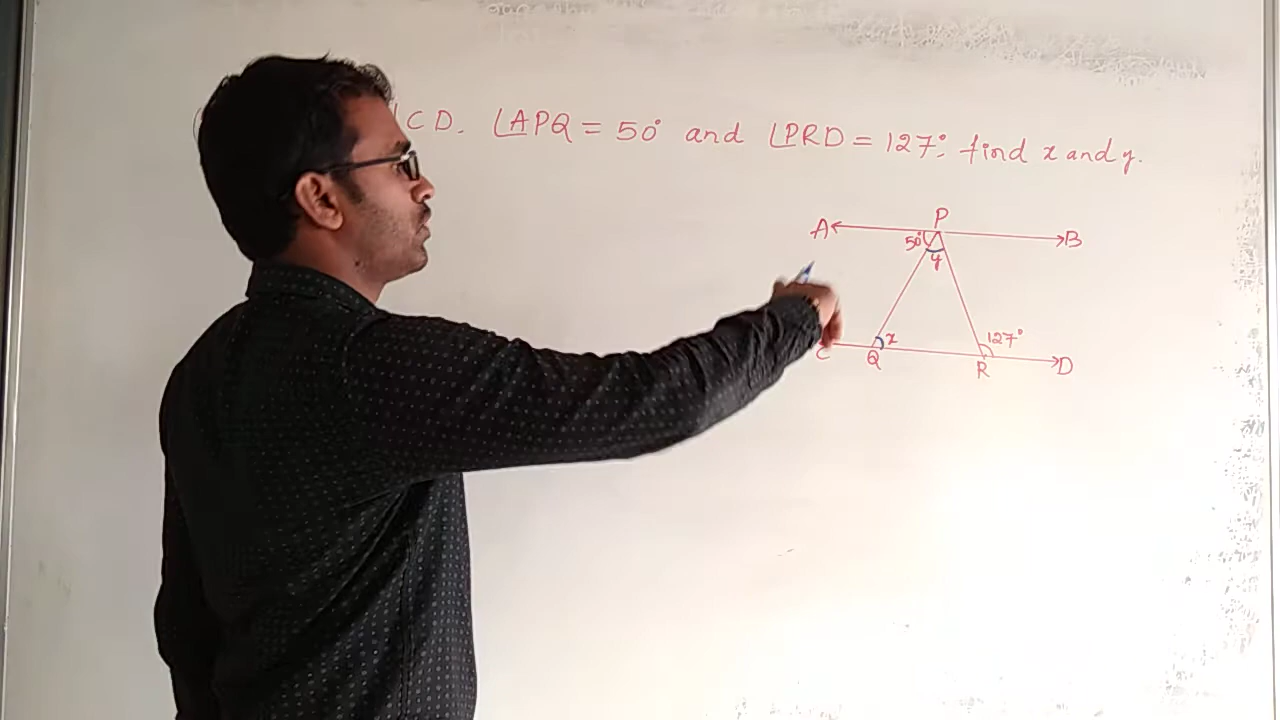 CD. ∠APQ = 50° and ∠PRD = 127°, find x and y.
P
A
B
50°
y
x
127°
C
Q
R
D